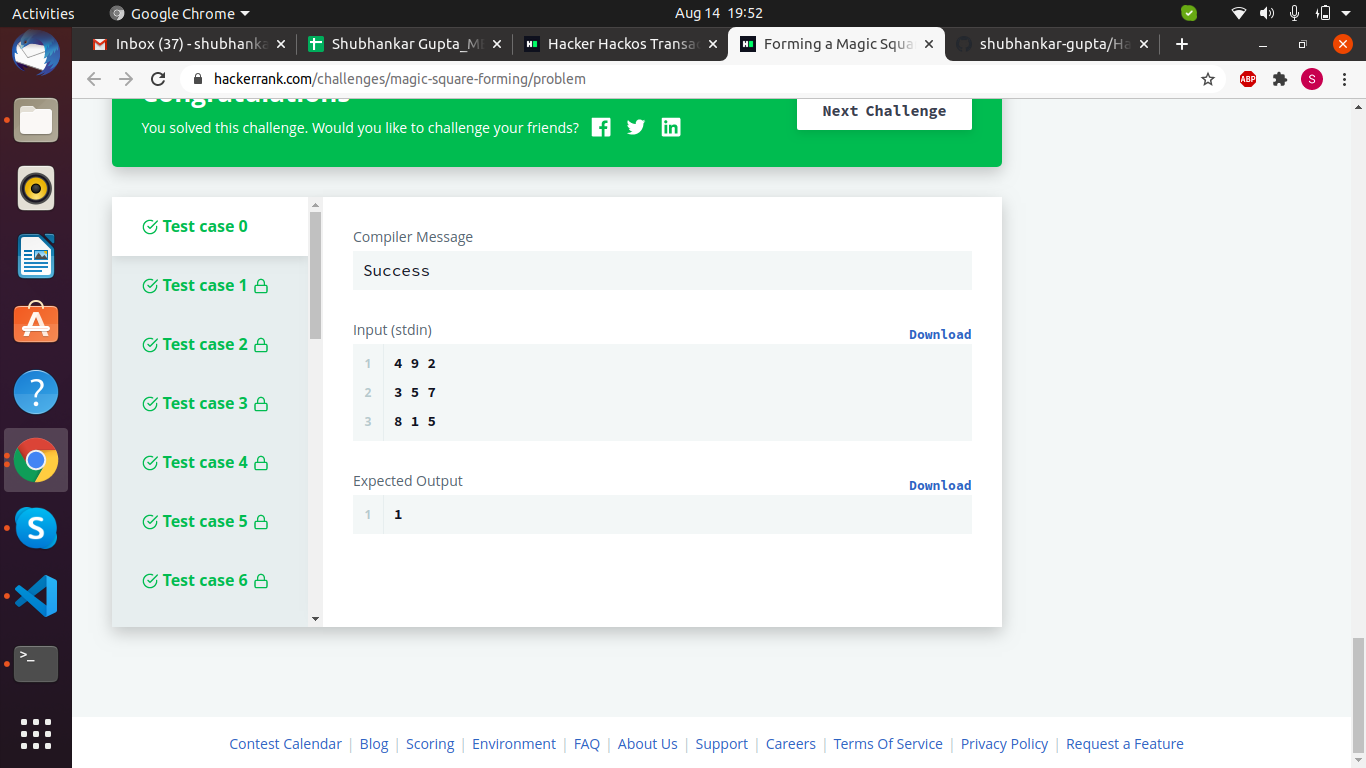 Activities Google Chrome Aug 14 19:52
Inbox (37) - shubhanka Shubhankar Gupta_M Hacker Hackos Transa Forming a Magic Squa shubhankar-gupta/Ha
hackerrank.com/challenges/magic-square-forming/problem ABP S
Congratulations
You solved this challenge. Would you like to challenge your friends?
Next Challenge
Test case 0
Test case 1
Test case 2
Test case 3
Test case 4
Test case 5
Test case 6
Compiler Message
Success
Input (stdin)
Download
1 4 9 2
2 3 5 7
3 8 1 5
Expected Output
Download
1 1
Contest Calendar | Blog | Scoring | Environment | FAQ | About Us | Support | Careers | Terms Of Service | Privacy Policy | Request a Feature